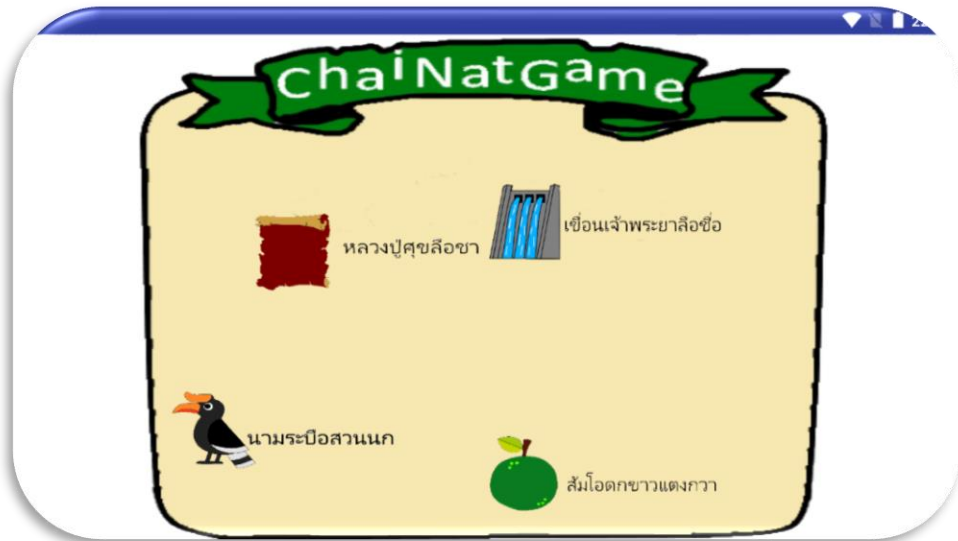 ChaiNatGame
เขื่อนเจ้าพระยาลือชื่อ
หลวงปู่ศุขลือชา
นามระบือสวนนก
ส้มโอดกขาวแตงกวา